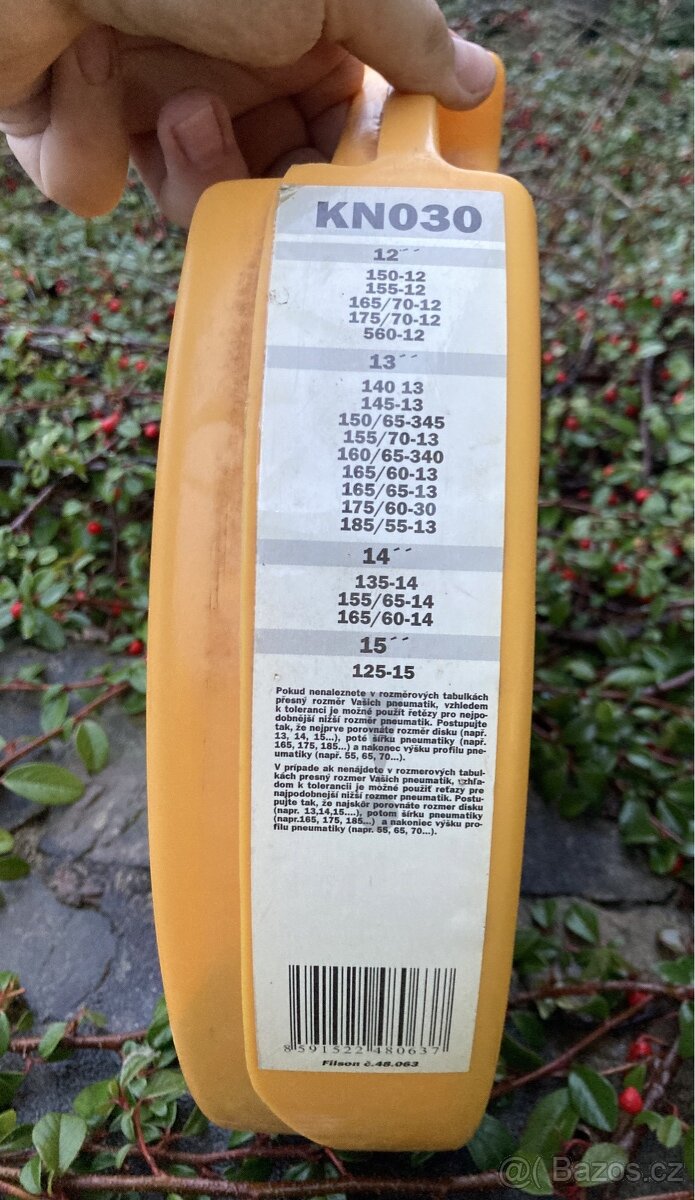 KN030
12´´
150-12
155-12
165/70-12
175/70-12
560-12
13´´
140 13
145-13
150/65-345
155/70-13
160/65-340
165/60-13
165/65-13
175/60-30
185/55-13
14´´
135-14
155/65-14
165/60-14
15´´
125-15
Pokud nenaleznete v rozměrových tabulkách
přesný rozměr Vašich pneumatik, vzhledem
k toleranci je možné použít řetězy pro nejpo-
dobnější nižší rozměr pneumatik. Postupujte
tak, že nejprve porovnáte rozměr disku (např.
13, 14, 15...), poté šířku pneumatiky (např.
165, 175, 185...) a nakonec výšku profilu pne-
umatiky (např. 55, 65, 70...).
V prípade ak nenájdete v rozmerových tabul-
kách presný rozmer Vašich pneumatik, vzhľa-
dom k tolerancii je možné použiť reťazy pre
najpodobnejší nižší rozmer pneumatik. Postu-
pujte tak, že najskôr porovnáte rozmer disku
(napr. 13,14,15....), potom šírku pneumatiky
(napr.165, 175, 185...) a nakoniec výšku pro-
filu pneumatiky (napr. 55, 65, 70...).
8 591522 480637
Filson č.48.063
@( Bazos.cz